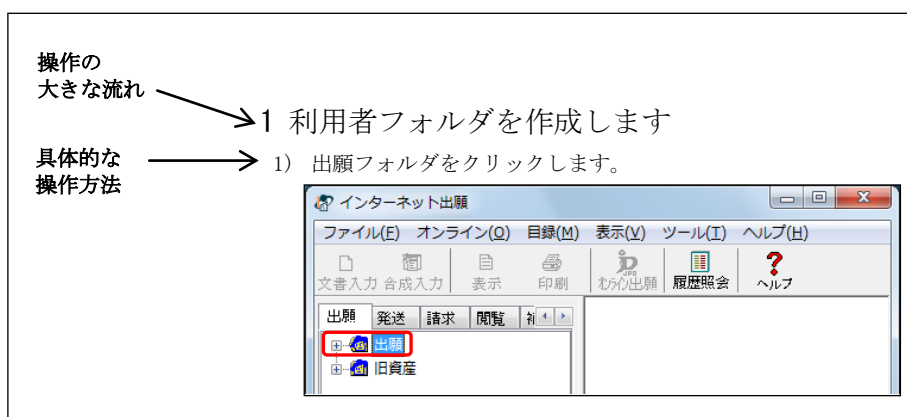 操作の
大きな流れ
1 利用者フォルダを作成します
具体的な
操作方法
1) 出願フォルダをクリックします。
インターネット出願
ファイル(F) オンライン(O) 目録(M) 表示(V) ツール(T) ヘルプ(H)
文書入力 合成入力 表示 印刷 オンライン出願 履歴照会 ヘルプ
出願 発送 請求 閲覧
出願
旧資産